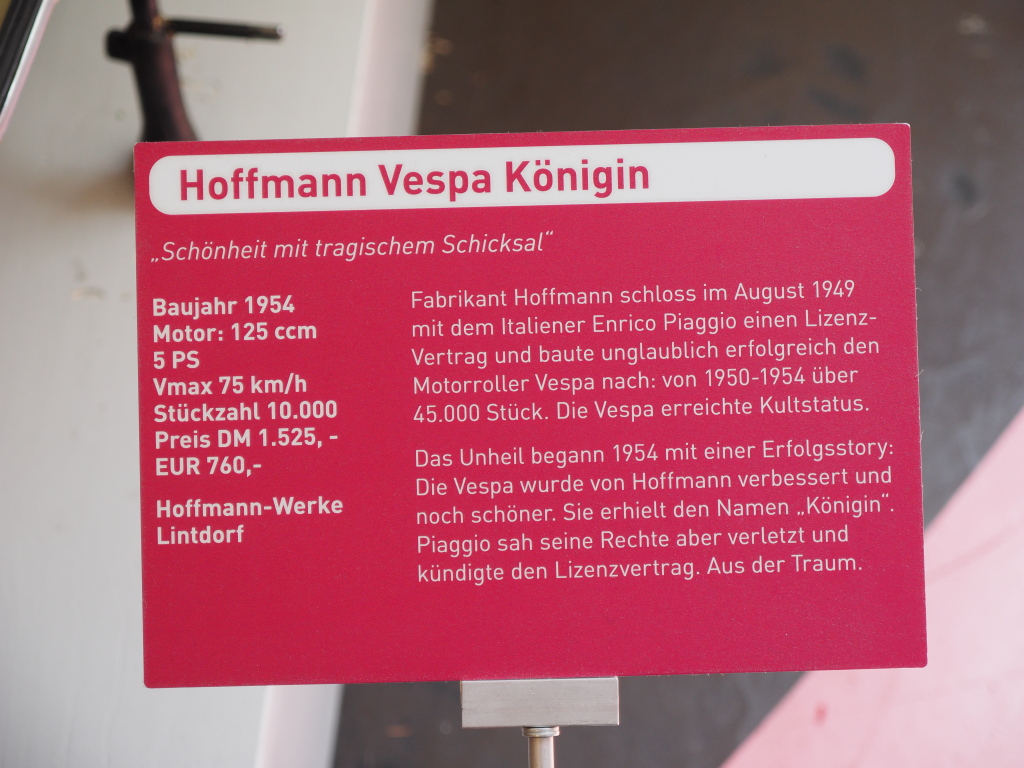 Hoffmann Vespa Königin
„Schönheit mit tragischem Schicksal“
Baujahr 1954
Motor: 125 ccm
5 PS
Vmax 75 km/h
Stückzahl 10.000
Preis DM 1.525, -
EUR 760,-
Hoffmann-Werke
Lintdorf
Fabrikant Hoffmann schloss im August 1949
mit dem Italiener Enrico Piaggio einen Lizenz-
Vertrag und baute unglaublich erfolgreich den
Motorroller Vespa nach: von 1950-1954 über
45.000 Stück. Die Vespa erreichte Kultstatus.
Das Unheil begann 1954 mit einer Erfolgsstory:
Die Vespa wurde von Hoffmann verbessert und
noch schöner. Sie erhielt den Namen „Königin“.
Piaggio sah seine Rechte aber verletzt und
kündigte den Lizenzvertrag. Aus der Traum.